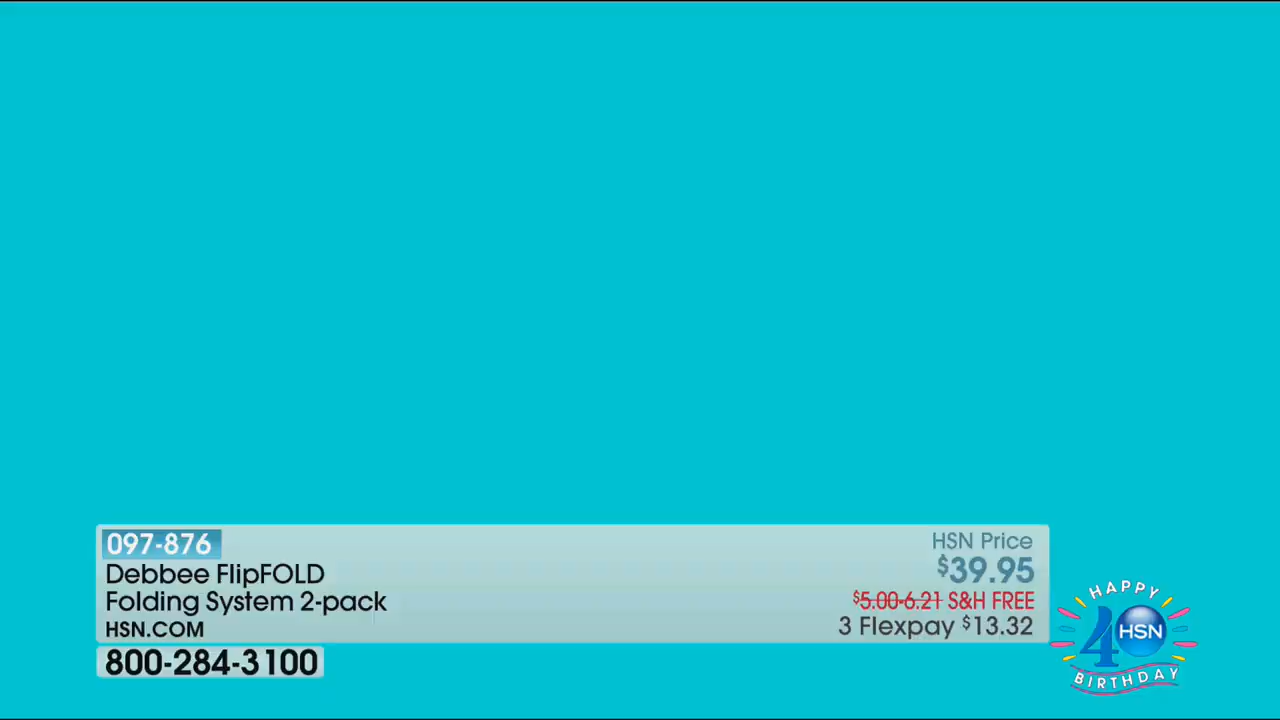 097-876
Debbee FlipFOLD
Folding System 2-pack
HSN.COM
800-284-3100
HSN Price
$39.95
$5.00-6.21 S&H FREE
3 Flexpay $13.32
HAPPY
40 HSN
BIRTHDAY